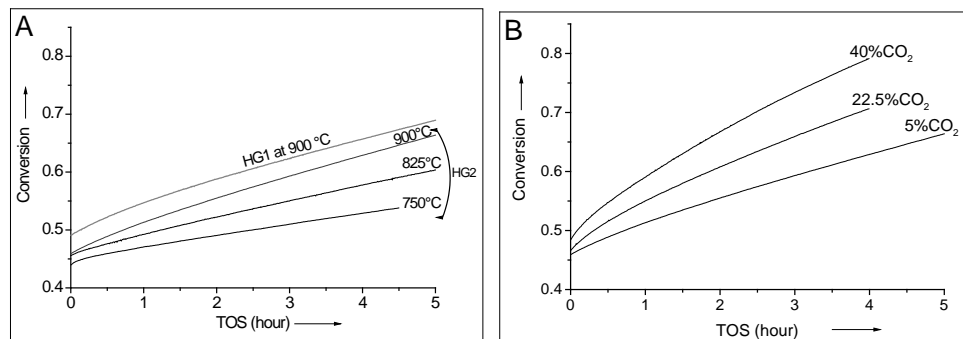 A
0.8
0.7
0.6
0.5
0.4
Conversion
HG1 at 900 °C
900°C
825°C
750°C
HG2
0 1 2 3 4 5
TOS (hour)
B
0.8
0.7
0.6
0.5
0.4
Conversion
40%CO₂
22.5%CO₂
5%CO₂
0 1 2 3 4 5
TOS (hour)